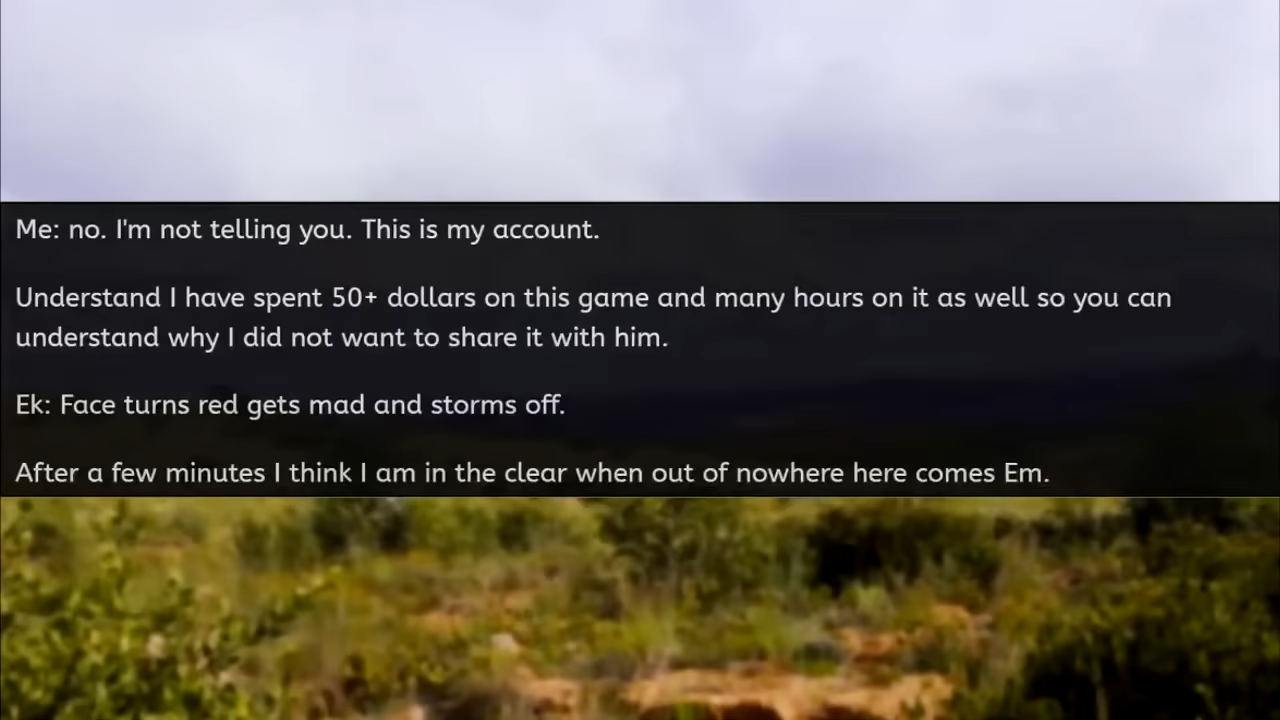 Me: no. I'm not telling you. This is my account.
Understand I have spent 50+ dollars on this game and many hours on it as well so you can
understand why I did not want to share it with him.
Ek: Face turns red gets mad and storms off.
After a few minutes I think I am in the clear when out of nowhere here comes Em.